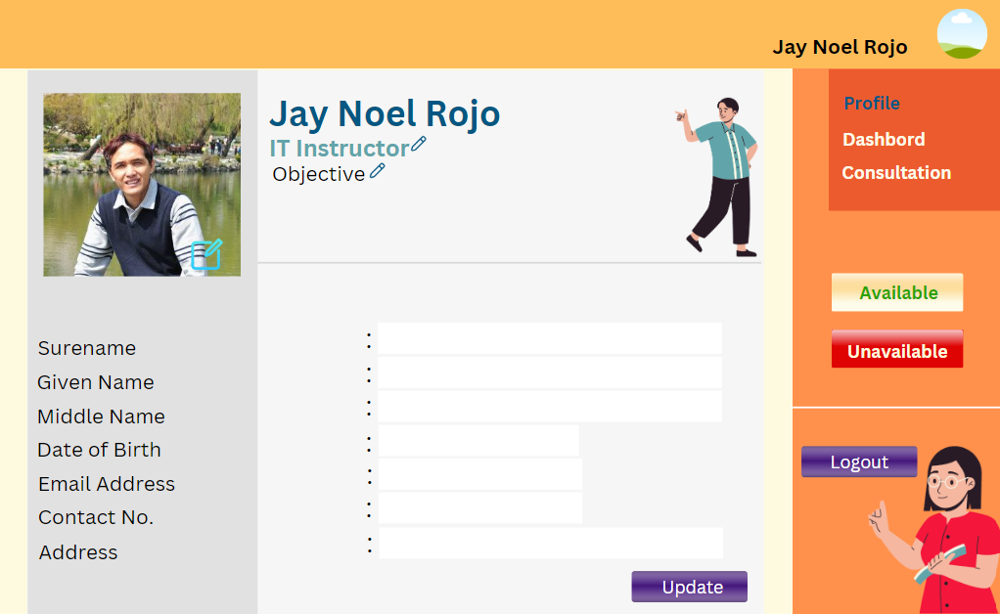 Jay Noel Rojo
Jay Noel Rojo
IT Instructor
Objective
Profile
Dashbord
Consultation
Available
Unavailable
Surename :
Given Name :
Middle Name :
Date of Birth :
Email Address :
Contact No. :
Address :
Logout
Update